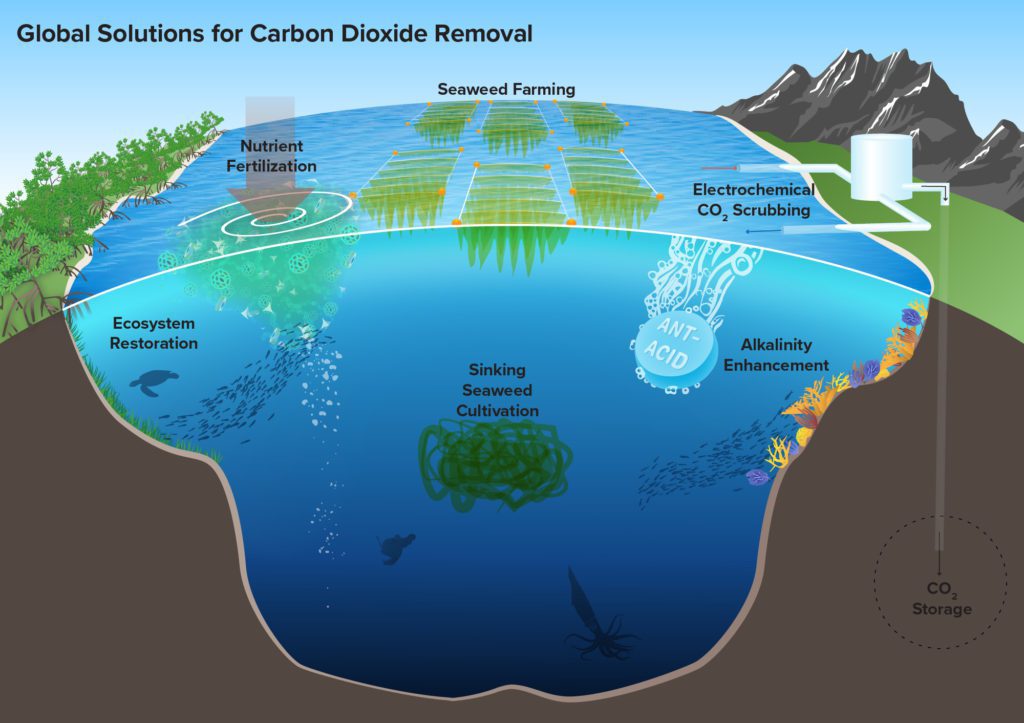 Global Solutions for Carbon Dioxide Removal
Seaweed Farming
Nutrient
Fertilization
Electrochemical
CO₂ Scrubbing
Ecosystem
Restoration
ANT-
ACID
Alkalinity
Enhancement
Sinking
Seaweed
Cultivation
CO₂
Storage